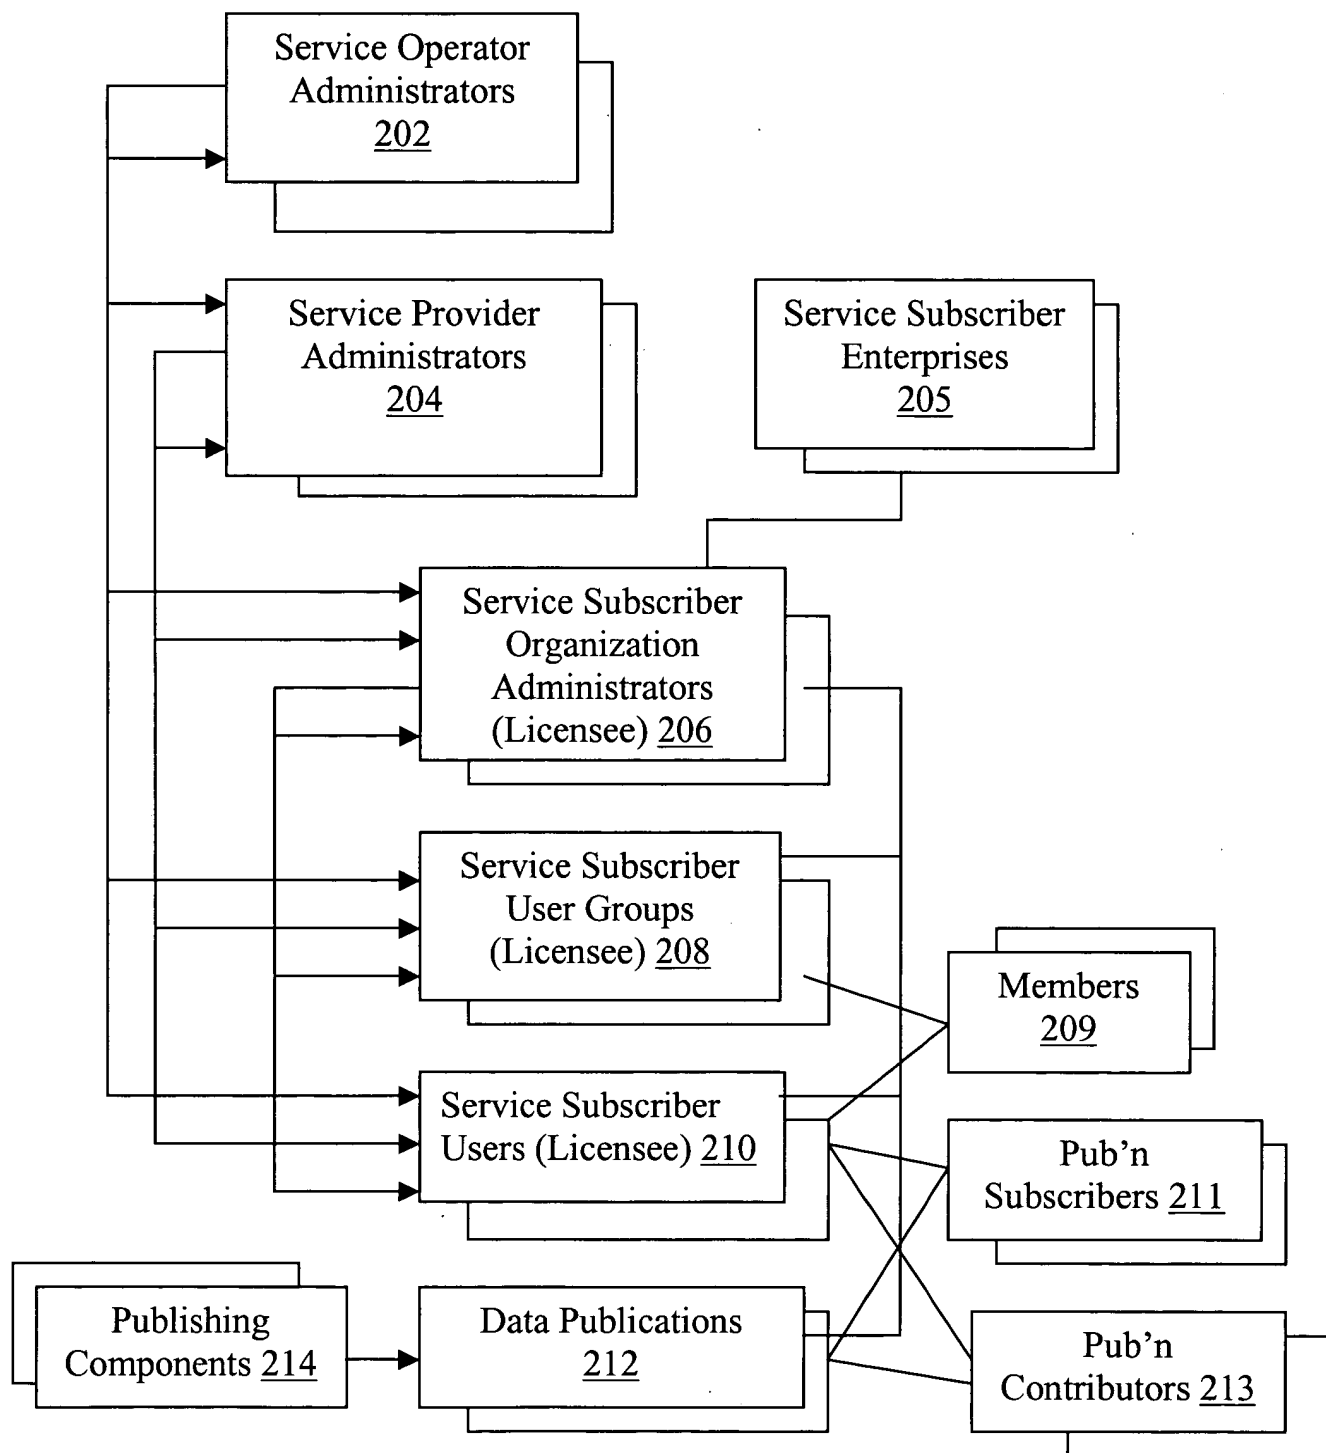 Service Operator
Administrators
202
Service Provider
Administrators
204
Service Subscriber
Enterprises
205
Service Subscriber
Organization
Administrators
(Licensee) 206
Service Subscriber
User Groups
(Licensee) 208
Members
209
Service Subscriber
Users (Licensee) 210
Pub'n
Subscribers 211
Publishing
Components 214
Data Publications
212
Pub'n
Contributors 213